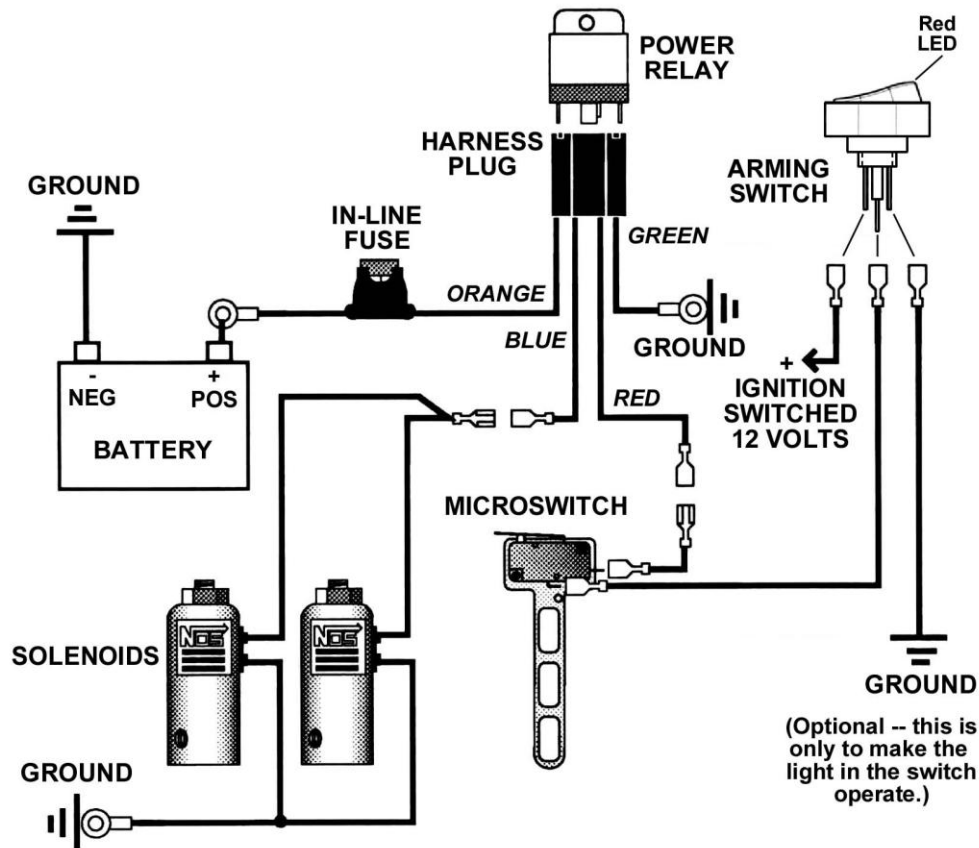 POWER
RELAY
Red
LED
HARNESS
PLUG
ARMING
SWITCH
GROUND
IN-LINE
FUSE
GREEN
ORANGE
BLUE
GROUND
-
NEG
+
POS
BATTERY
RED
+
IGNITION
SWITCHED
12 VOLTS
MICROSWITCH
SOLENOIDS
NOS
NOS
GROUND
(Optional -- this is
only to make the
light in the switch
operate.)
GROUND